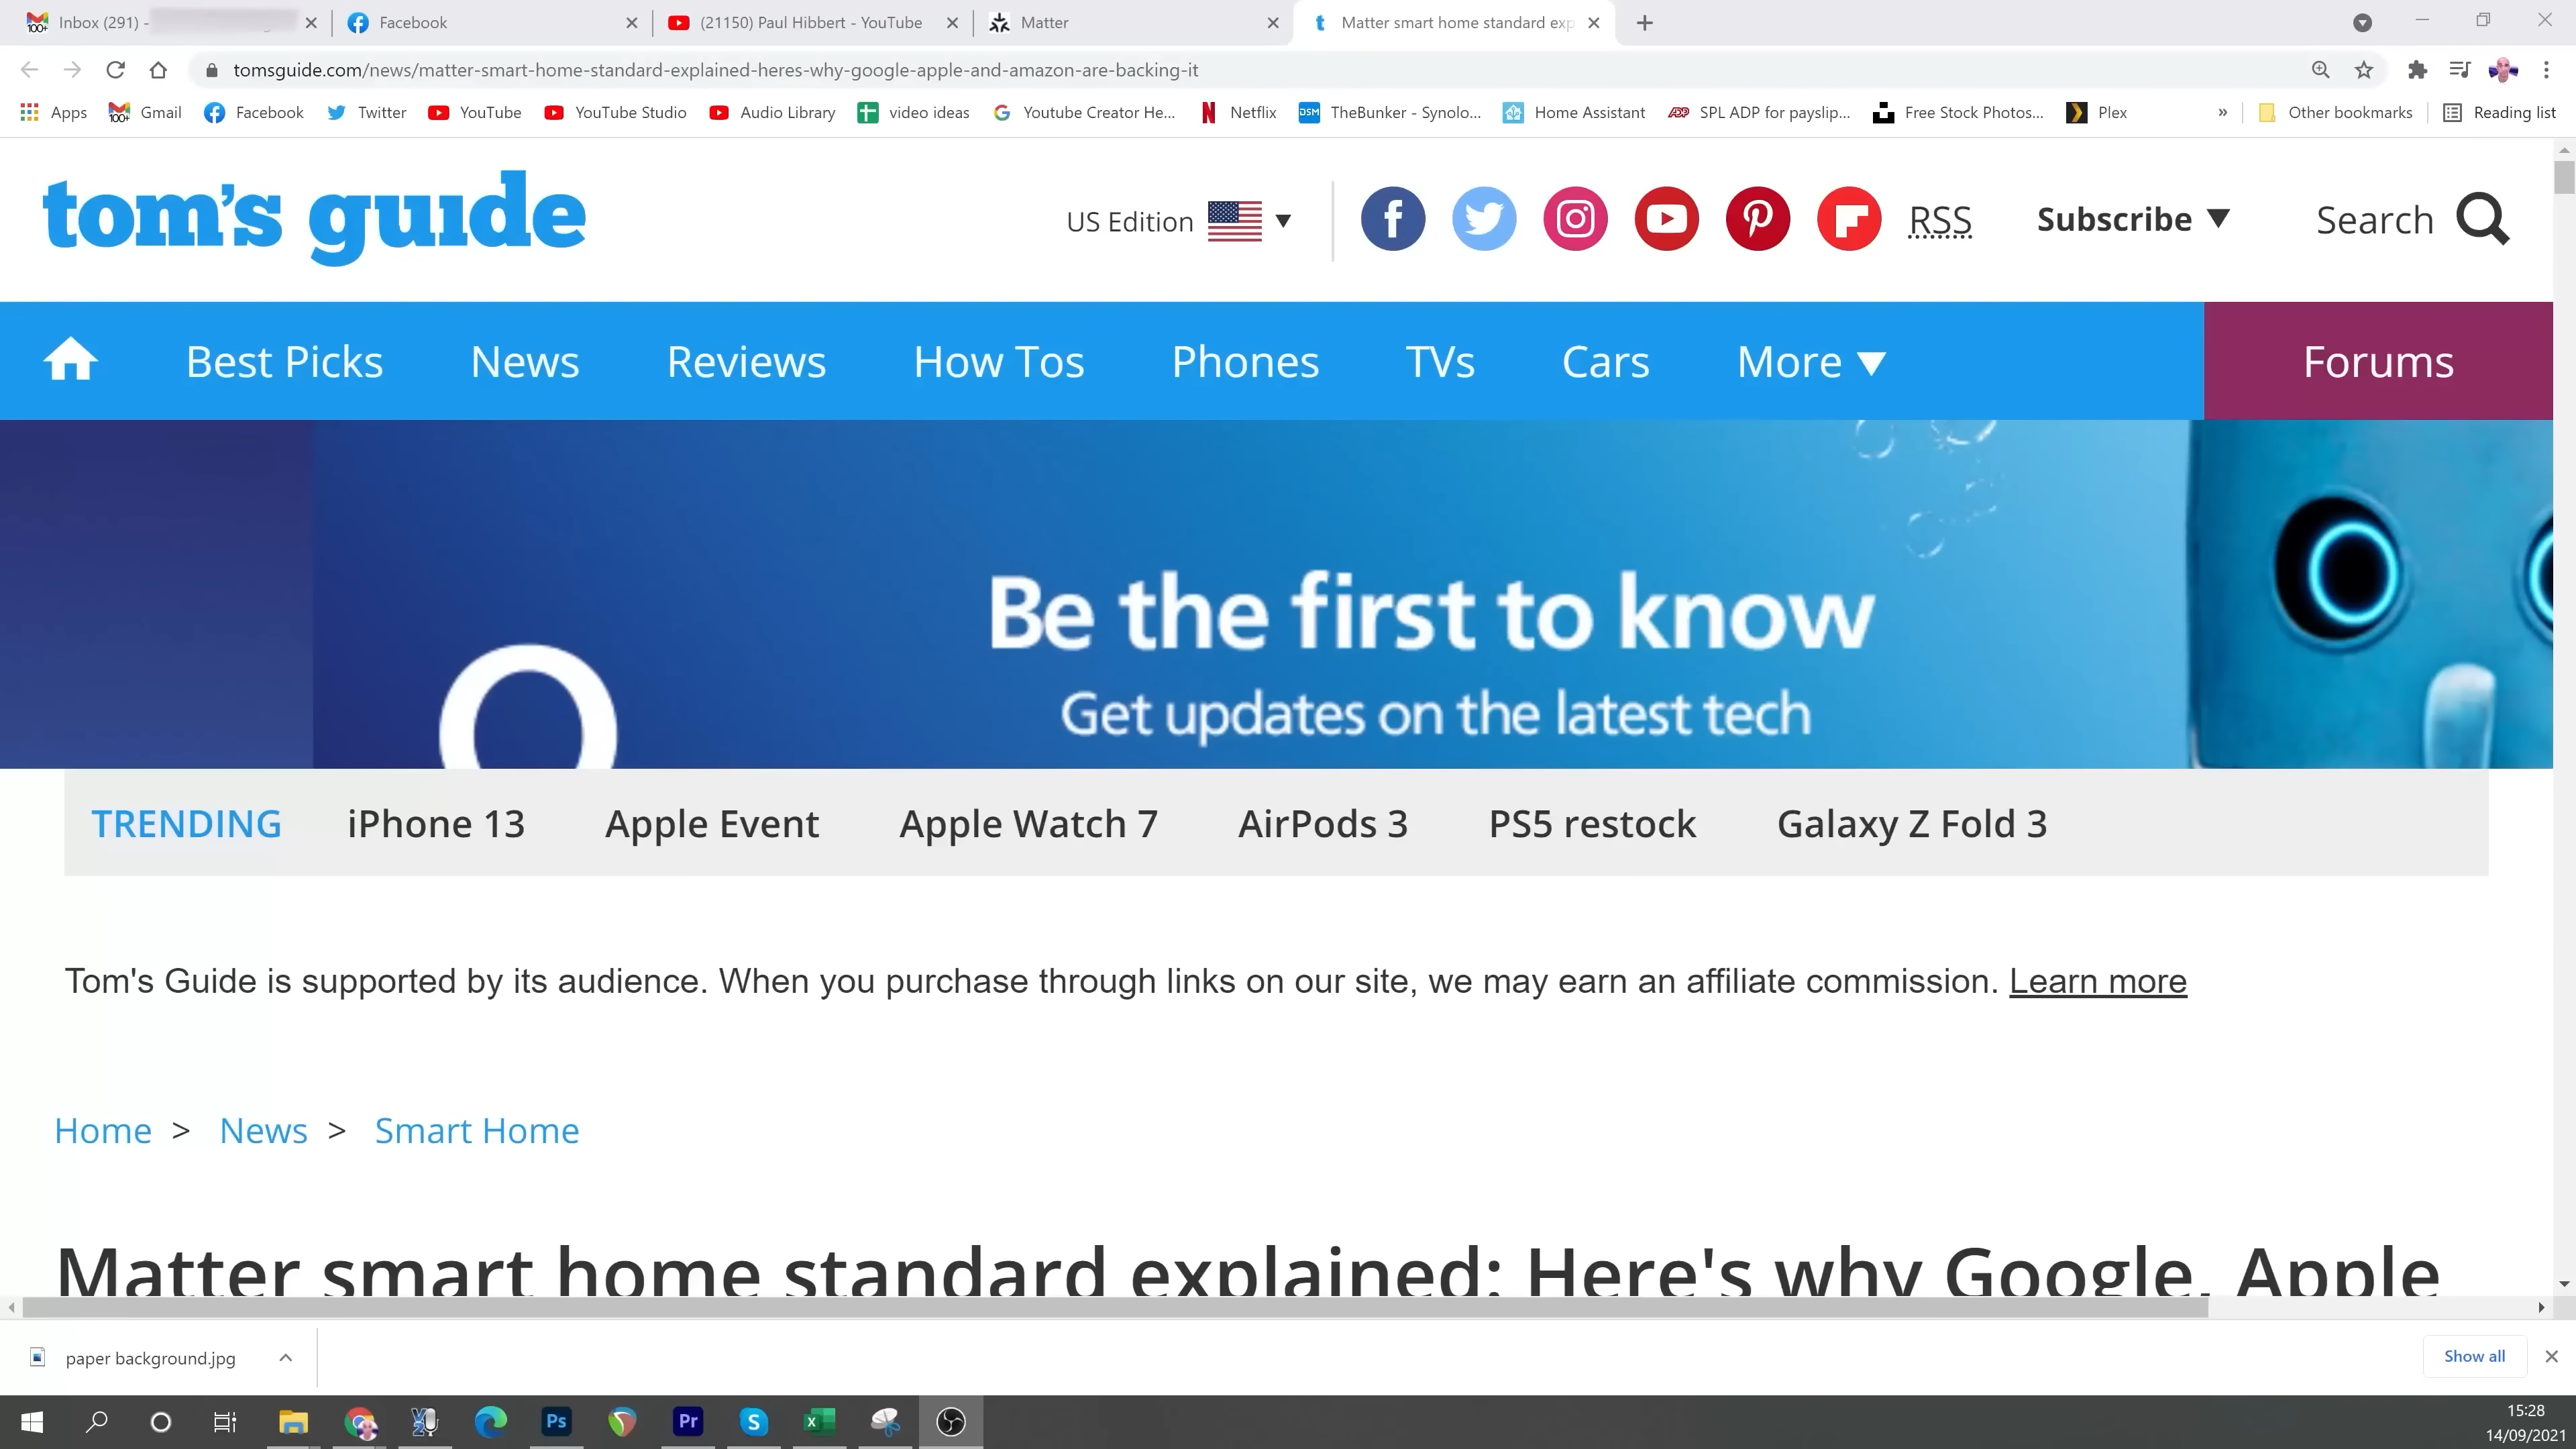 Inbox (291) -
Facebook
(21150) Paul Hibbert - YouTube
Matter
Matter smart home standard exp
tomsguide.com/news/matter-smart-home-standard-explained-heres-why-google-apple-and-amazon-are-backing-it
Apps Gmail Facebook Twitter YouTube YouTube Studio Audio Library video ideas Youtube Creator He... Netflix DSM TheBunker - Synolo... Home Assistant ADP SPL ADP for payslip... Free Stock Photos... Plex » Other bookmarks Reading list
tom's guide
US Edition
RSS
Subscribe
Search
Best Picks News Reviews How Tos Phones TVs Cars More Forums
Be the first to know
Get updates on the latest tech
TRENDING iPhone 13 Apple Event Apple Watch 7 AirPods 3 PS5 restock Galaxy Z Fold 3
Tom's Guide is supported by its audience. When you purchase through links on our site, we may earn an affiliate commission. Learn more
Home > News > Smart Home
Matter smart home standard explained: Here's why Google, Apple
paper background.jpg
Show all
Ps Pr S X
15:28
14/09/2021